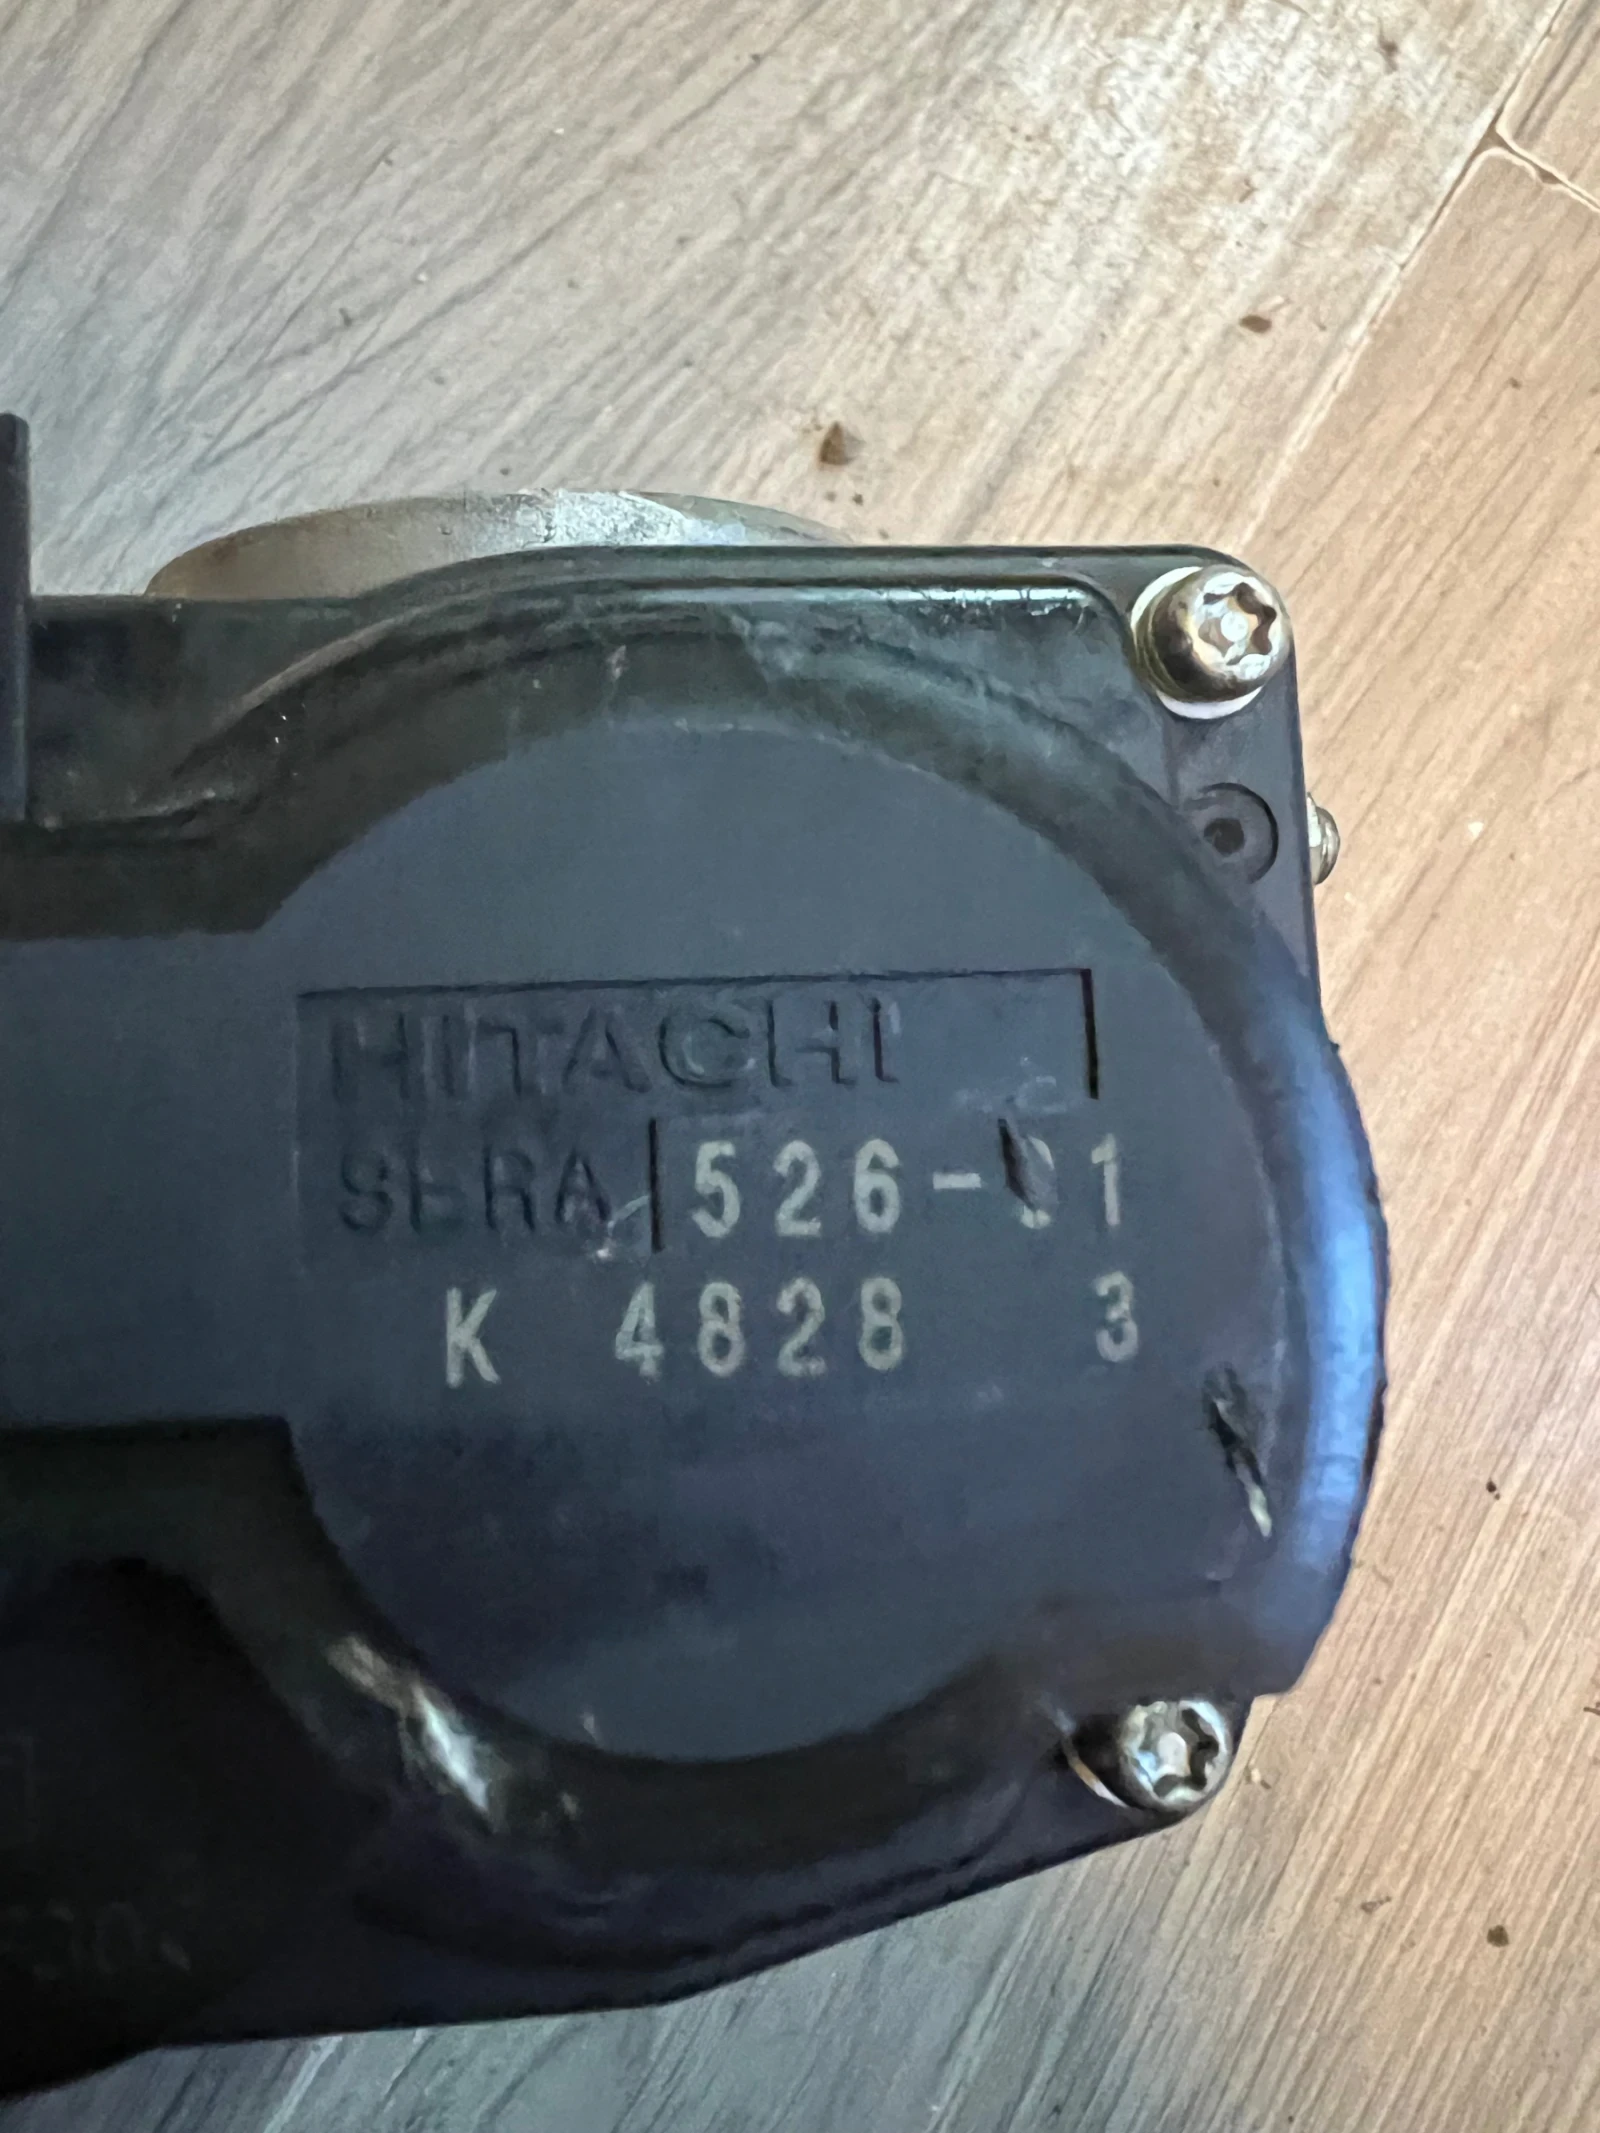 HITACHI
SERA 526-01
K 4828 3